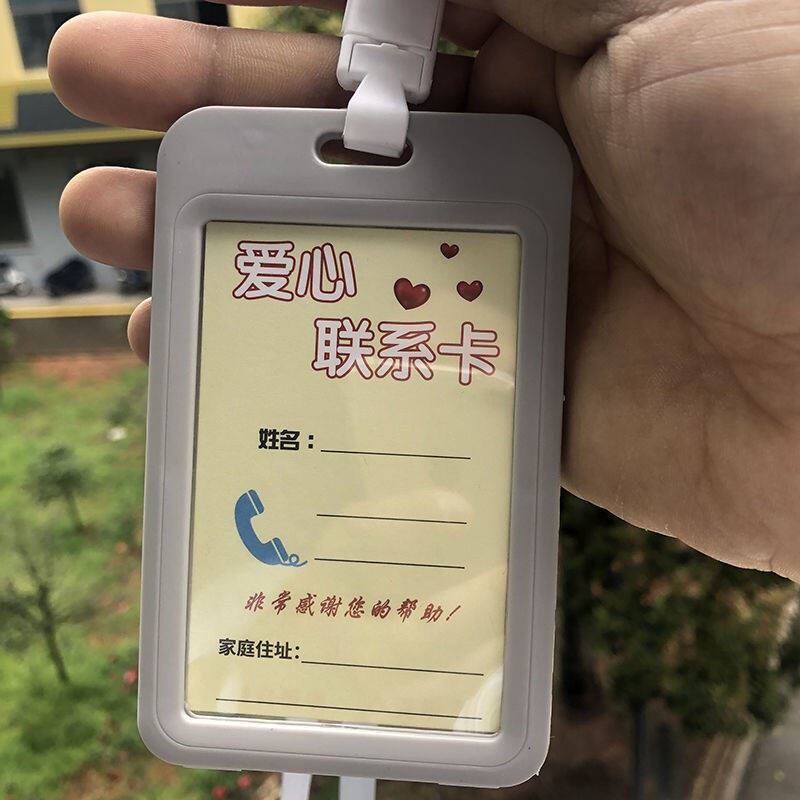 爱心
联系卡
姓名：
非常感谢您的帮助！
家庭住址：